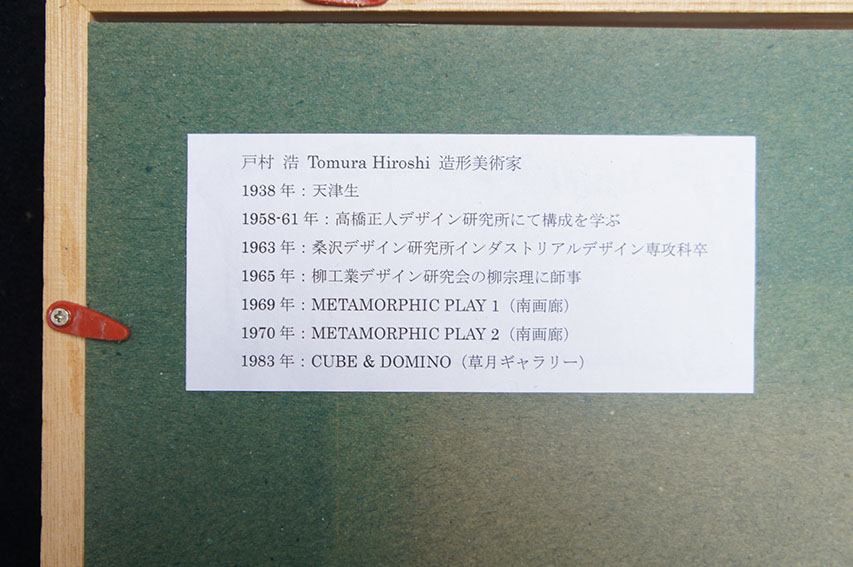 戸村 浩 Tomura Hiroshi 造形美術家
1938 年：天津生
1958-61 年：高橋正人デザイン研究所にて構成を学ぶ
1963 年：桑沢デザイン研究所インダストリアルデザイン専攻科卒
1965 年：柳工業デザイン研究会の柳宗理に師事
1969 年：METAMORPHIC PLAY 1（南画廊）
1970 年：METAMORPHIC PLAY 2（南画廊）
1983 年：CUBE & DOMINO（草月ギャラリー）